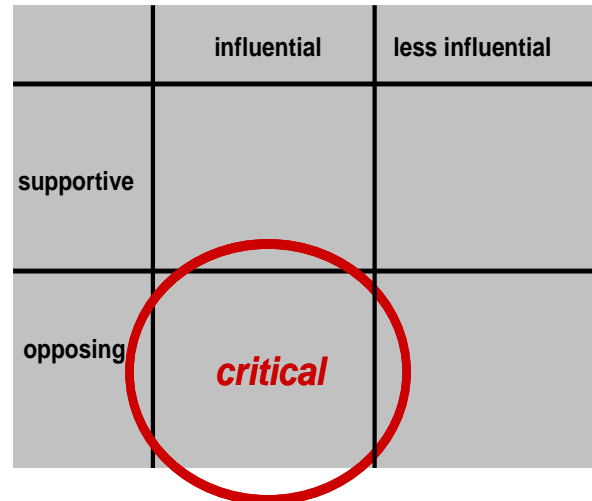 influential less influential
supportive
opposing
critical